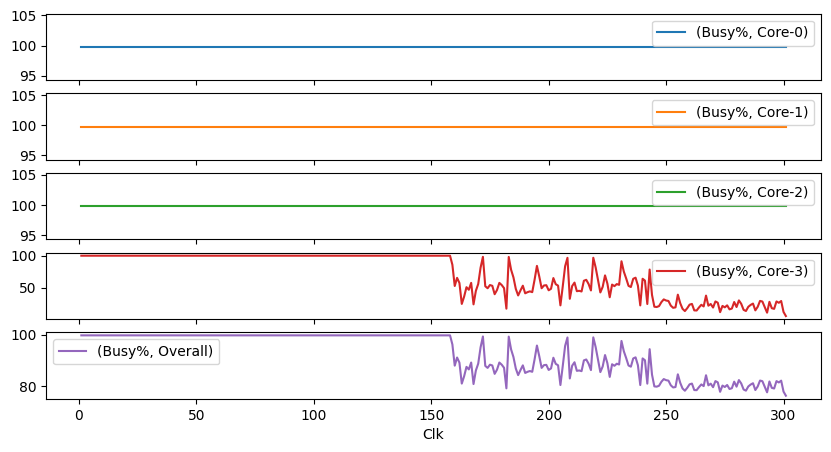 105
(Busy%, Core-0)
100
95
105
(Busy%, Core-1)
100
95
105
(Busy%, Core-2)
100
95
100
(Busy%, Core-3)
50
100
(Busy%, Overall)
80
0 50 100 150 200 250 300
Clk